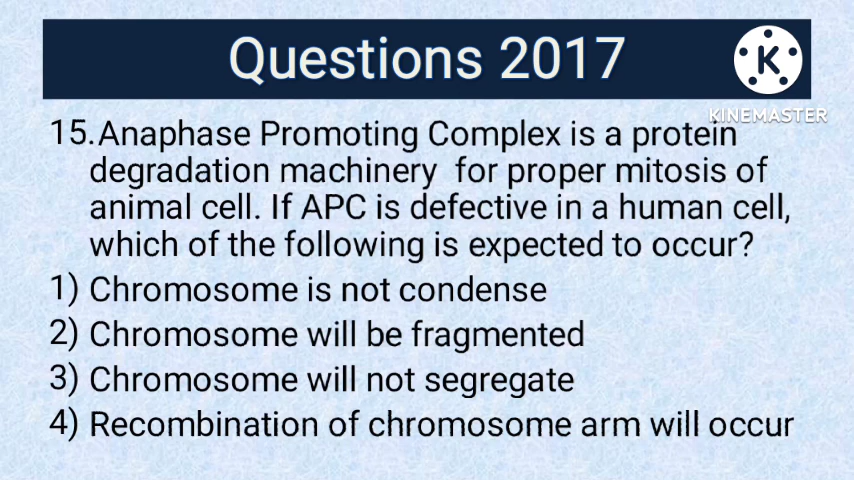 Questions 2017
K
KINEMASTER
15.Anaphase Promoting Complex is a protein
degradation machinery for proper mitosis of
animal cell. If APC is defective in a human cell,
which of the following is expected to occur?
1) Chromosome is not condense
2) Chromosome will be fragmented
3) Chromosome will not segregate
4) Recombination of chromosome arm will occur